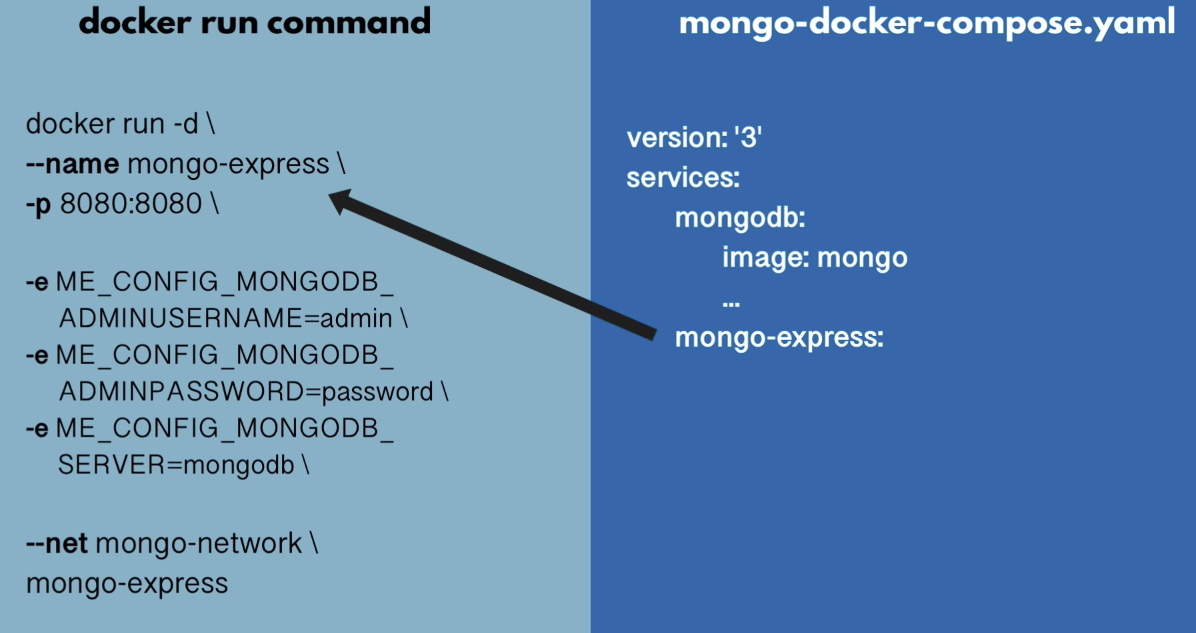 docker run command
docker run -d \
--name mongo-express \
-p 8080:8080 \
-e ME_CONFIG_MONGODB_
ADMINUSERNAME=admin \
-e ME_CONFIG_MONGODB_
ADMINPASSWORD=password \
-e ME_CONFIG_MONGODB_
SERVER=mongodb \
--net mongo-network \
mongo-express
mongo-docker-compose.yaml
version: '3'
services:
mongodb:
image: mongo
...
mongo-express: